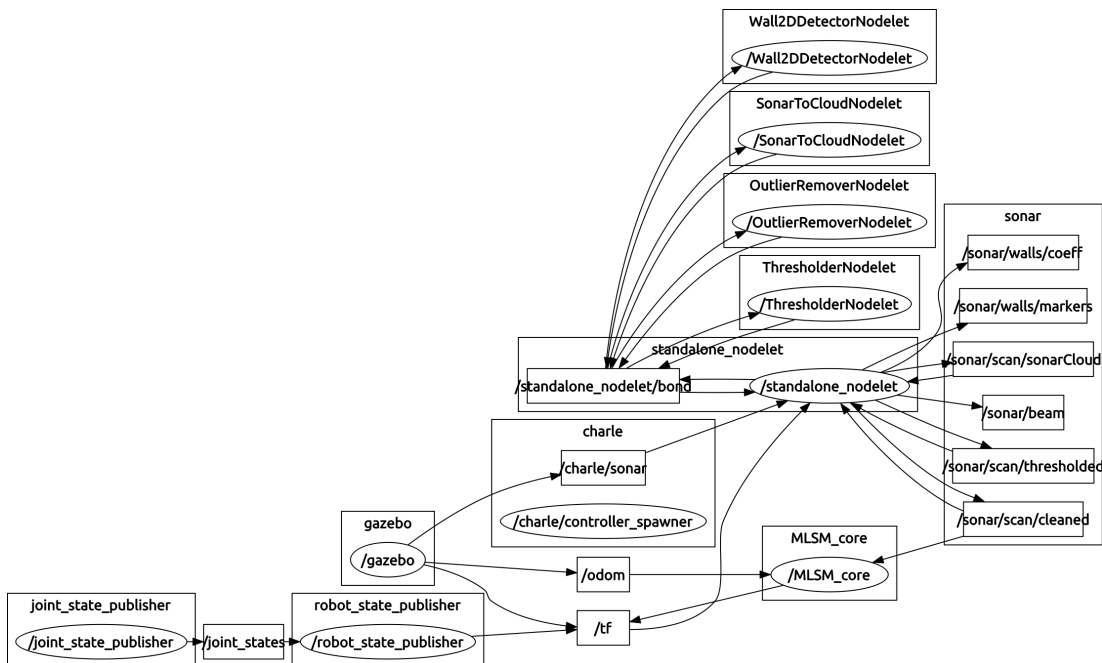 Wall2DDetectorNodelet
/Wall2DDetectorNodelet
SonarToCloudNodelet
/SonarToCloudNodelet
OutlierRemoverNodelet
/OutlierRemoverNodelet
ThresholderNodelet
/ThresholderNodelet
standalone_nodelet
/standalone_nodelet/bond
/standalone_nodelet
sonar
/sonar/walls/coeff
/sonar/walls/markers
/sonar/scan/sonarCloud
/sonar/beam
/sonar/scan/thresholded
/sonar/scan/cleaned
charle
/charle/sonar
/charle/controller_spawner
gazebo
/gazebo
MLSM_core
/MLSM_core
/odom
/tf
joint_state_publisher
/joint_state_publisher
/joint_states
robot_state_publisher
/robot_state_publisher